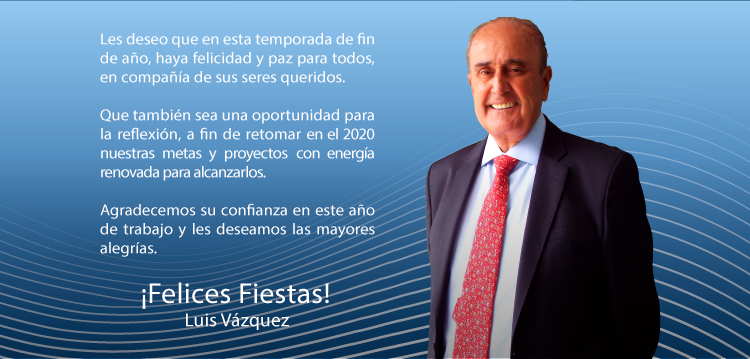 Les deseo que en esta temporada de fin
de año, haya felicidad y paz para todos,
en compañía de sus seres queridos.
Que también sea una oportunidad para
la reflexión, a fin de retomar en el 2020
nuestras metas y proyectos con energía
renovada para alcanzarlos.
Agradecemos su confianza en este año
de trabajo y les deseamos las mayores
alegrías.
¡Felices Fiestas!
Luis Vázquez